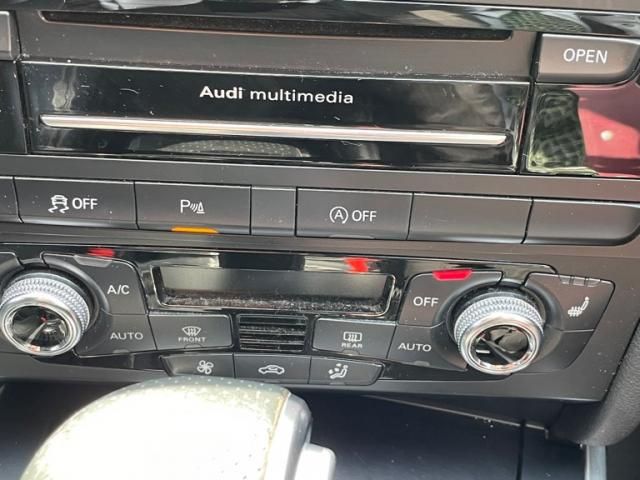 OPEN
Audi multimedia
OFF
P
A OFF
A/C
OFF
AUTO
FRONT
REAR
AUTO